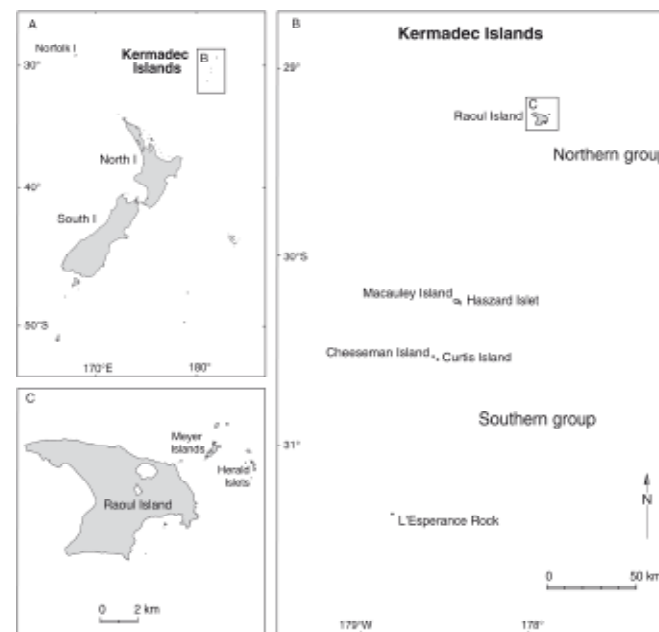 A
Norfolk I
Kermadec
Islands
B
30°
North I
40°
South I
50°S
170°E
180°
B
Kermadec Islands
29°
C
Raoul Island
Northern group
30°S
Macauley Island
Haszard Islet
Cheeseman Island
Curtis Island
Southern group
31°
N
L'Esperance Rock
0
50 km
179°W
178°
C
Meyer
Islands
Herald
Islets
Raoul Island
0
2 km